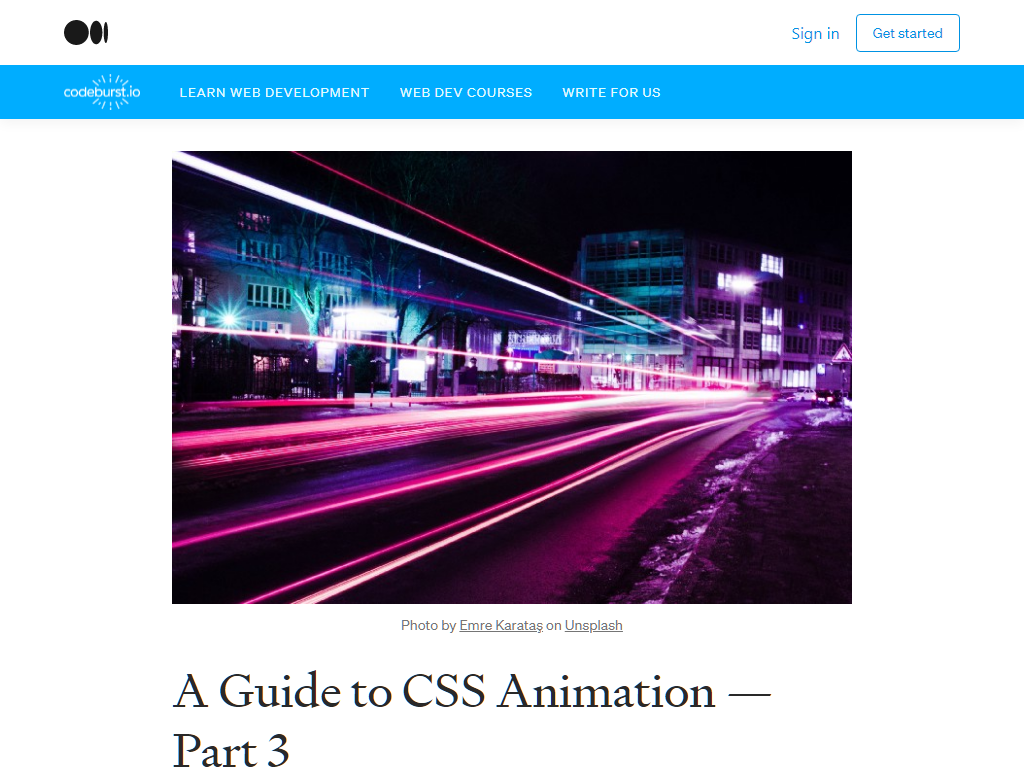 Sign in
Get started
codeburst.io
LEARN WEB DEVELOPMENT
WEB DEV COURSES
WRITE FOR US
Photo by Emre Karataş on Unsplash
A Guide to CSS Animation —
Part 3